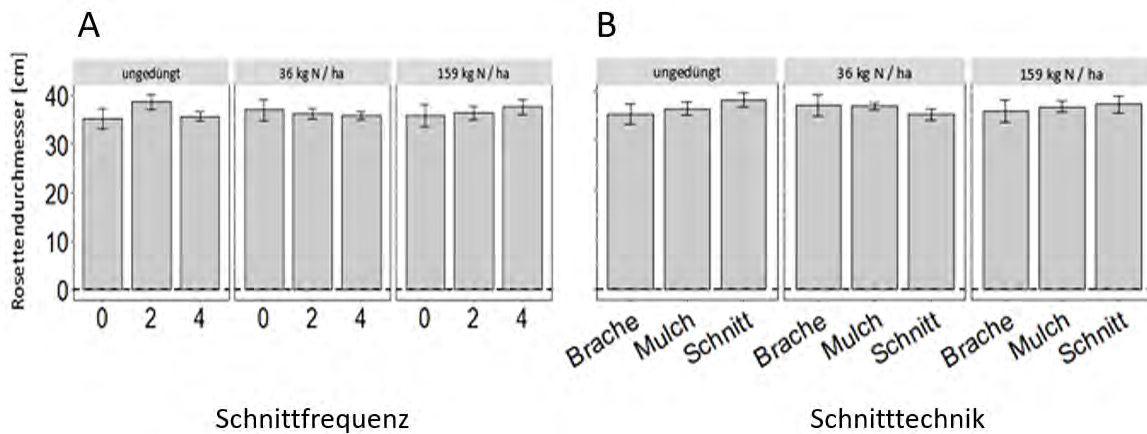 A
B
ungedüngt 36 kg N / ha 159 kg N / ha
ungedüngt 36 kg N / ha 159 kg N / ha
Rosettendurchmesser [cm]
40
30
20
10
0
0 2 4 0 2 4 0 2 4
Brache Mulch Schnitt Brache Mulch Schnitt Brache Mulch Schnitt
Schnittfrequenz
Schnitttechnik